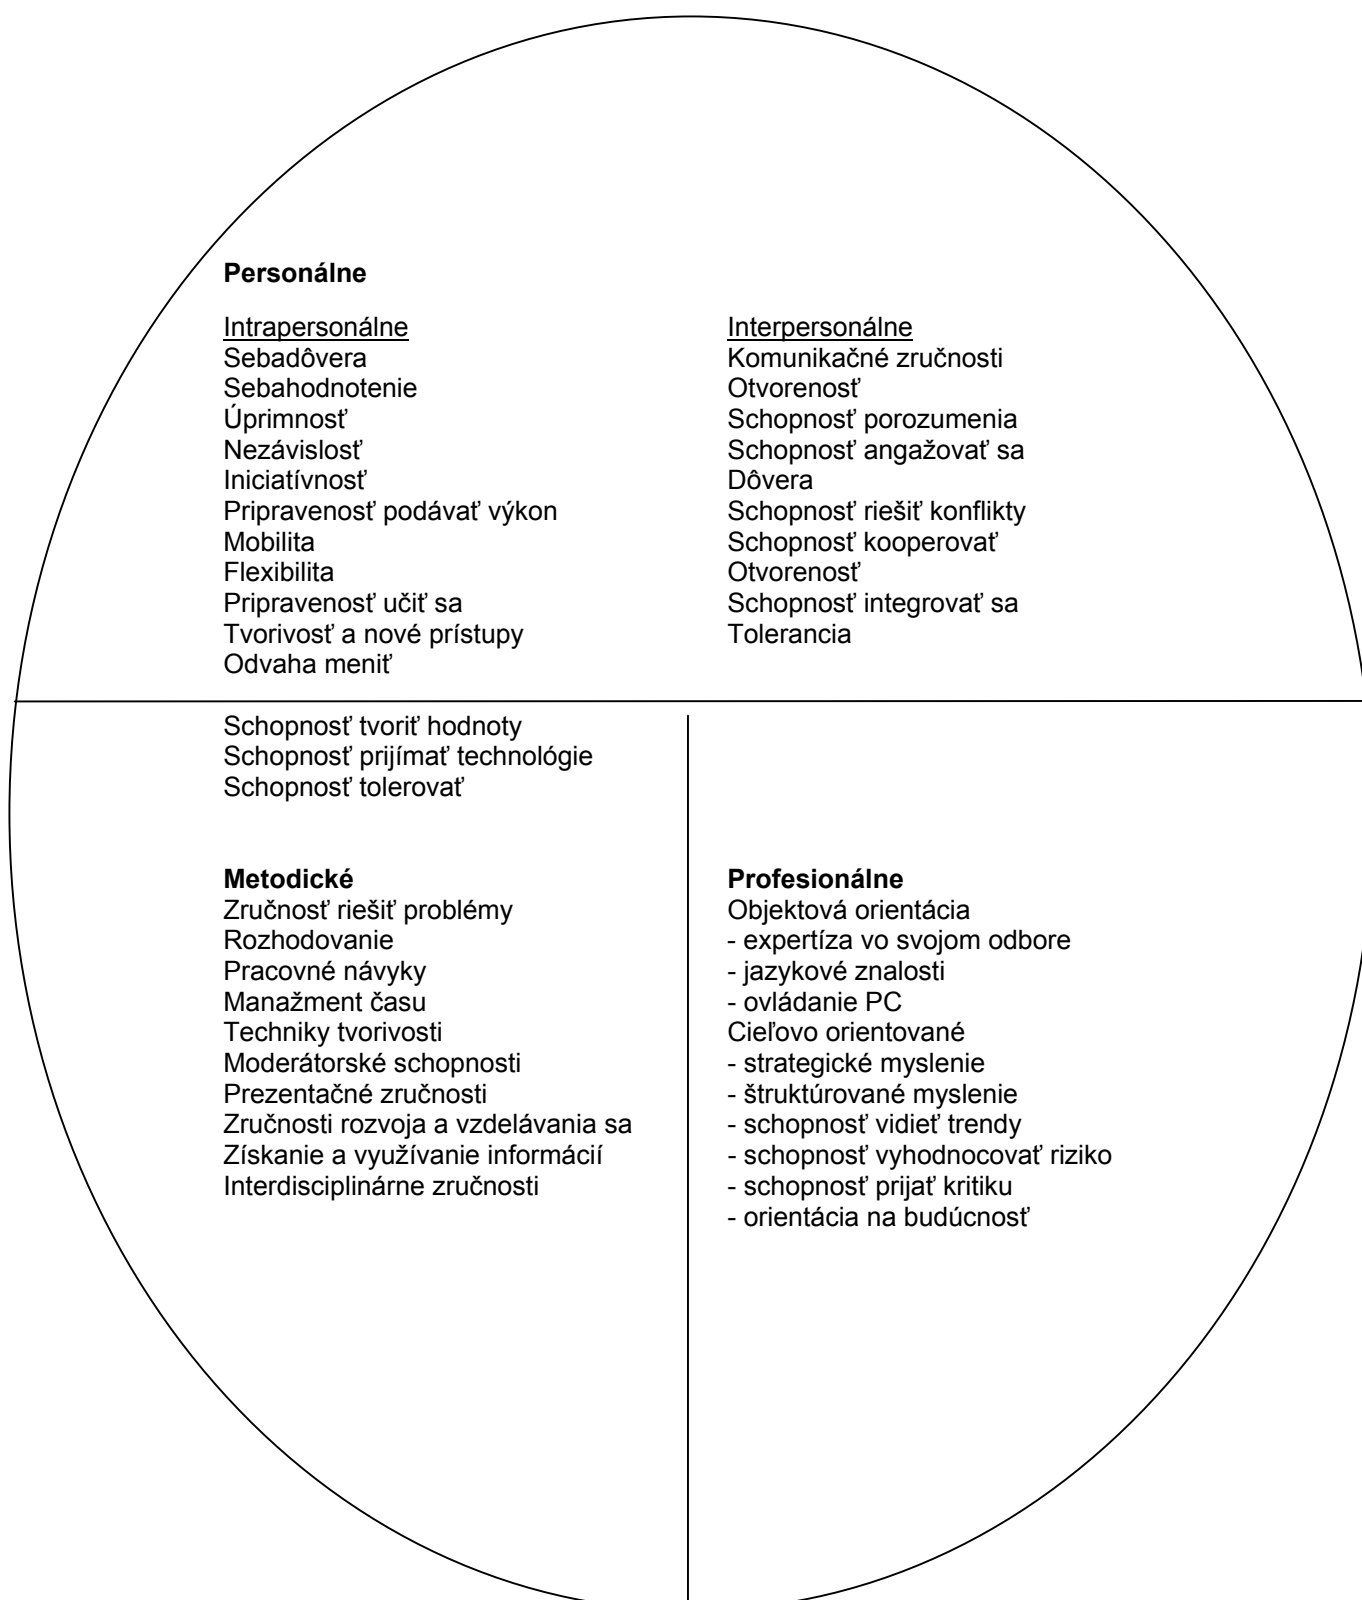 Personálne
Intrapersonálne
Sebadôvera
Sebahodnotenie
Úprimnosť
Nezávislosť
Iniciatívnosť
Pripravenosť podávať výkon
Mobilita
Flexibilita
Pripravenosť učiť sa
Tvorivosť a nové prístupy
Odvaha meniť
Schopnosť tvoriť hodnoty
Schopnosť prijímať technológie
Schopnosť tolerovať
Interpersonálne
Komunikačné zručnosti
Otvorenosť
Schopnosť porozumenia
Schopnosť angažovať sa
Dôvera
Schopnosť riešiť konflikty
Schopnosť kooperovať
Otvorenosť
Schopnosť integrovať sa
Tolerancia
Metodické
Zručnosť riešiť problémy
Rozhodovanie
Pracovné návyky
Manažment času
Techniky tvorivosti
Moderátorské schopnosti
Prezentačné zručnosti
Zručnosti rozvoja a vzdelávania sa
Získanie a využívanie informácií
Interdisciplinárne zručnosti
Profesionálne
Objektová orientácia
- expertíza vo svojom odbore
- jazykové znalosti
- ovládanie PC
Cieľovo orientované
- strategické myslenie
- štruktúrované myslenie
- schopnosť vidieť trendy
- schopnosť vyhodnocovať riziko
- schopnosť prijať kritiku
- orientácia na budúcnosť